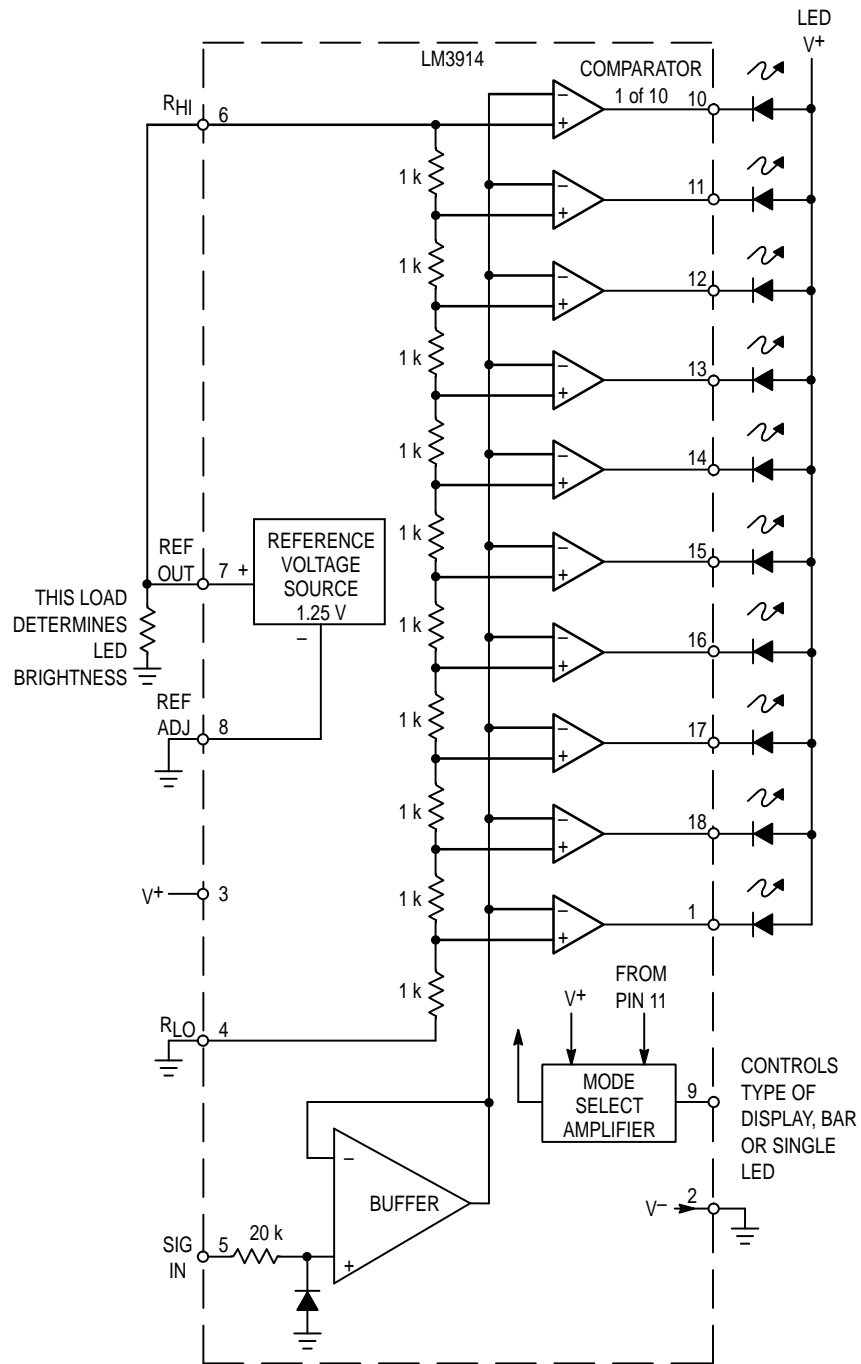 LED
V+
LM3914
COMPARATOR
1 of 10
10
RHI
6
–
+
1 k
11
–
+
1 k
12
–
+
1 k
13
–
+
1 k
14
–
+
1 k
15
–
+
REF
OUT
7
+
REFERENCE
VOLTAGE
SOURCE
1.25 V
–
THIS LOAD
DETERMINES
LED
BRIGHTNESS
1 k
16
–
+
REF
ADJ
8
1 k
17
–
+
1 k
18
–
+
V+
3
1 k
1
–
+
1 k
RLO
4
V+
FROM
PIN 11
MODE
SELECT
AMPLIFIER
9
CONTROLS
TYPE OF
DISPLAY, BAR
OR SINGLE
LED
–
BUFFER
+
V–
2
SIG
IN
5
20 k